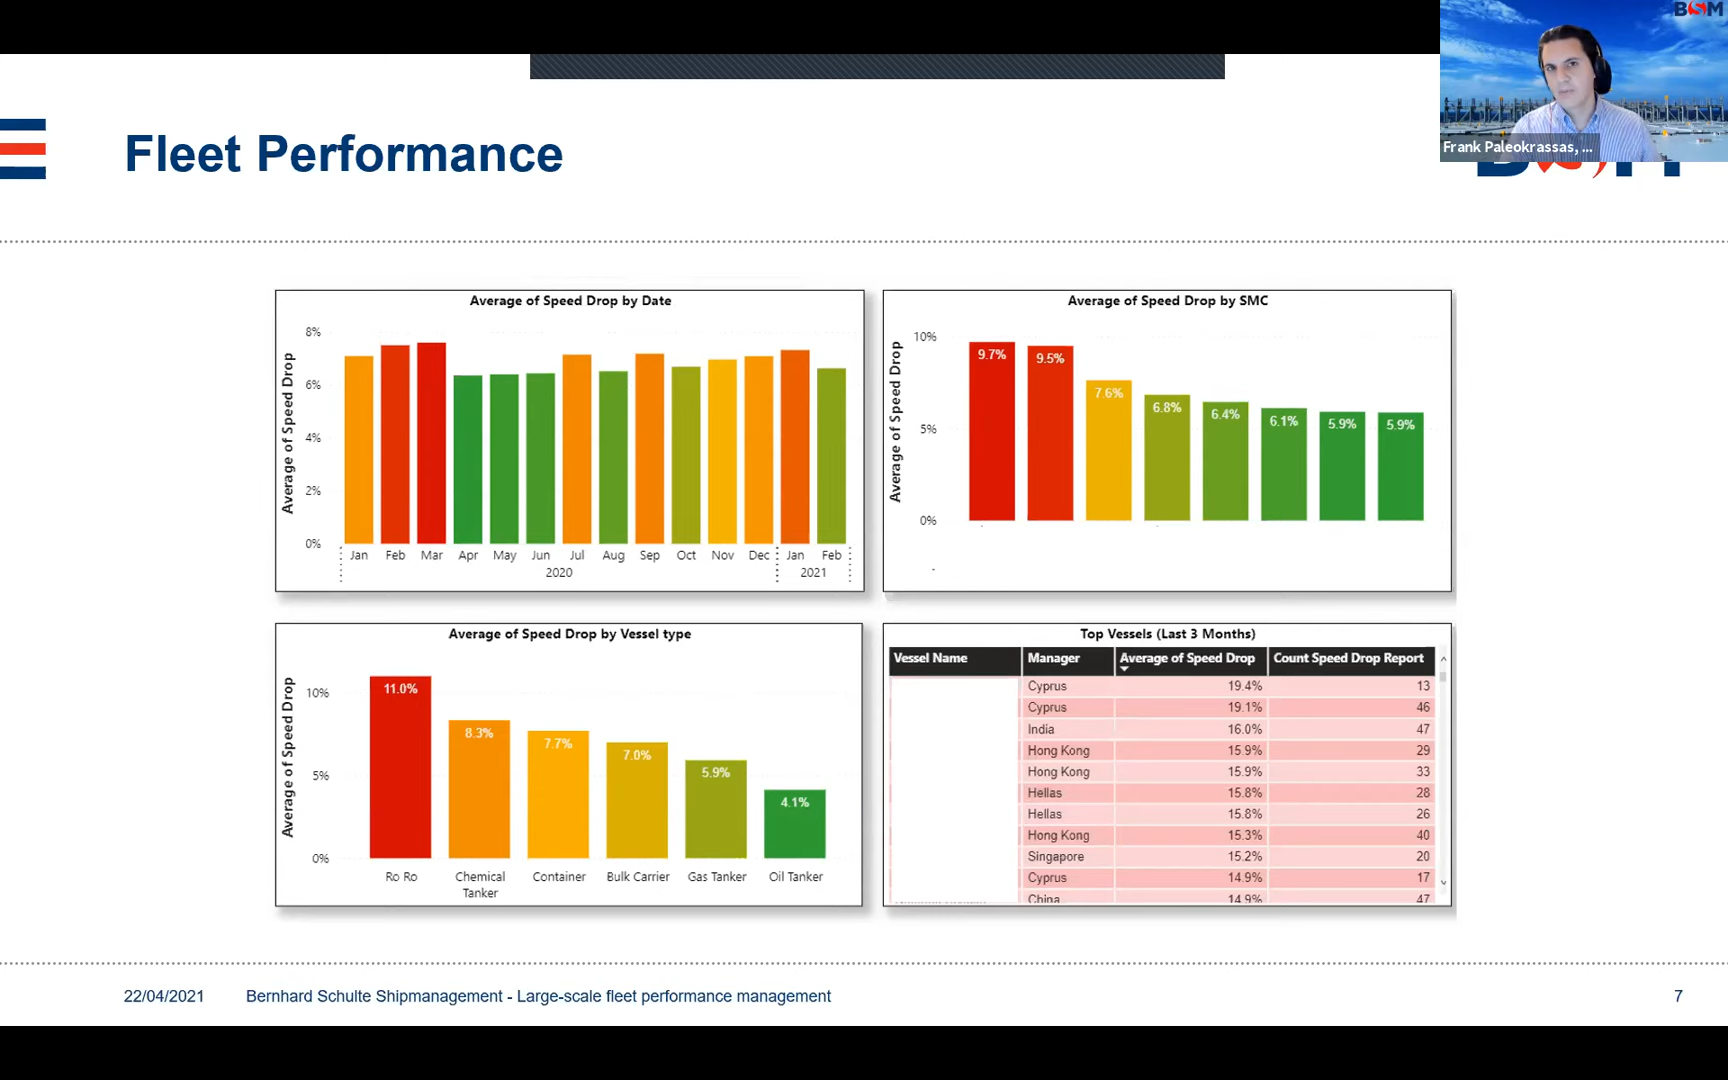 BSM
Frank Paleokrassas, ...
Fleet Performance
Average of Speed Drop by Date
Average of Speed Drop
8%
6%
4%
2%
0%
Jan Feb Mar Apr May Jun Jul Aug Sep Oct Nov Dec Jan Feb
2020 2021
Average of Speed Drop by SMC
Average of Speed Drop
10%
5%
0%
9.7% 9.5% 7.6% 6.8% 6.4% 6.1% 5.9% 5.9%
Average of Speed Drop by Vessel type
Average of Speed Drop
10%
5%
0%
11.0% 8.3% 7.7% 7.0% 5.9% 4.1%
Ro Ro Chemical Container Bulk Carrier Gas Tanker Oil Tanker
Tanker
Top Vessels (Last 3 Months)
Vessel Name Manager Average of Speed Drop Count Speed Drop Report
Cyprus 19.4% 13
Cyprus 19.1% 46
India 16.0% 47
Hong Kong 15.9% 29
Hong Kong 15.9% 33
Hellas 15.8% 28
Hellas 15.8% 26
Hong Kong 15.3% 40
Singapore 15.2% 20
Cyprus 14.9% 17
China 14.9% 47
22/04/2021 Bernhard Schulte Shipmanagement - Large-scale fleet performance management 7